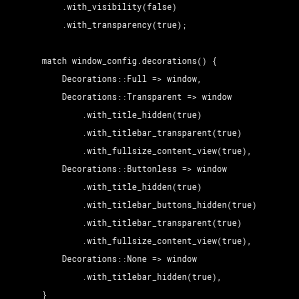 .with_visibility(false)
.with_transparency(true);
match window_config.decorations() {
Decorations::Full => window,
Decorations::Transparent => window
.with_title_hidden(true)
.with_titlebar_transparent(true)
.with_fullsize_content_view(true),
Decorations::Buttonless => window
.with_title_hidden(true)
.with_titlebar_buttons_hidden(true)
.with_titlebar_transparent(true)
.with_fullsize_content_view(true),
Decorations::None => window
.with_titlebar_hidden(true),
}